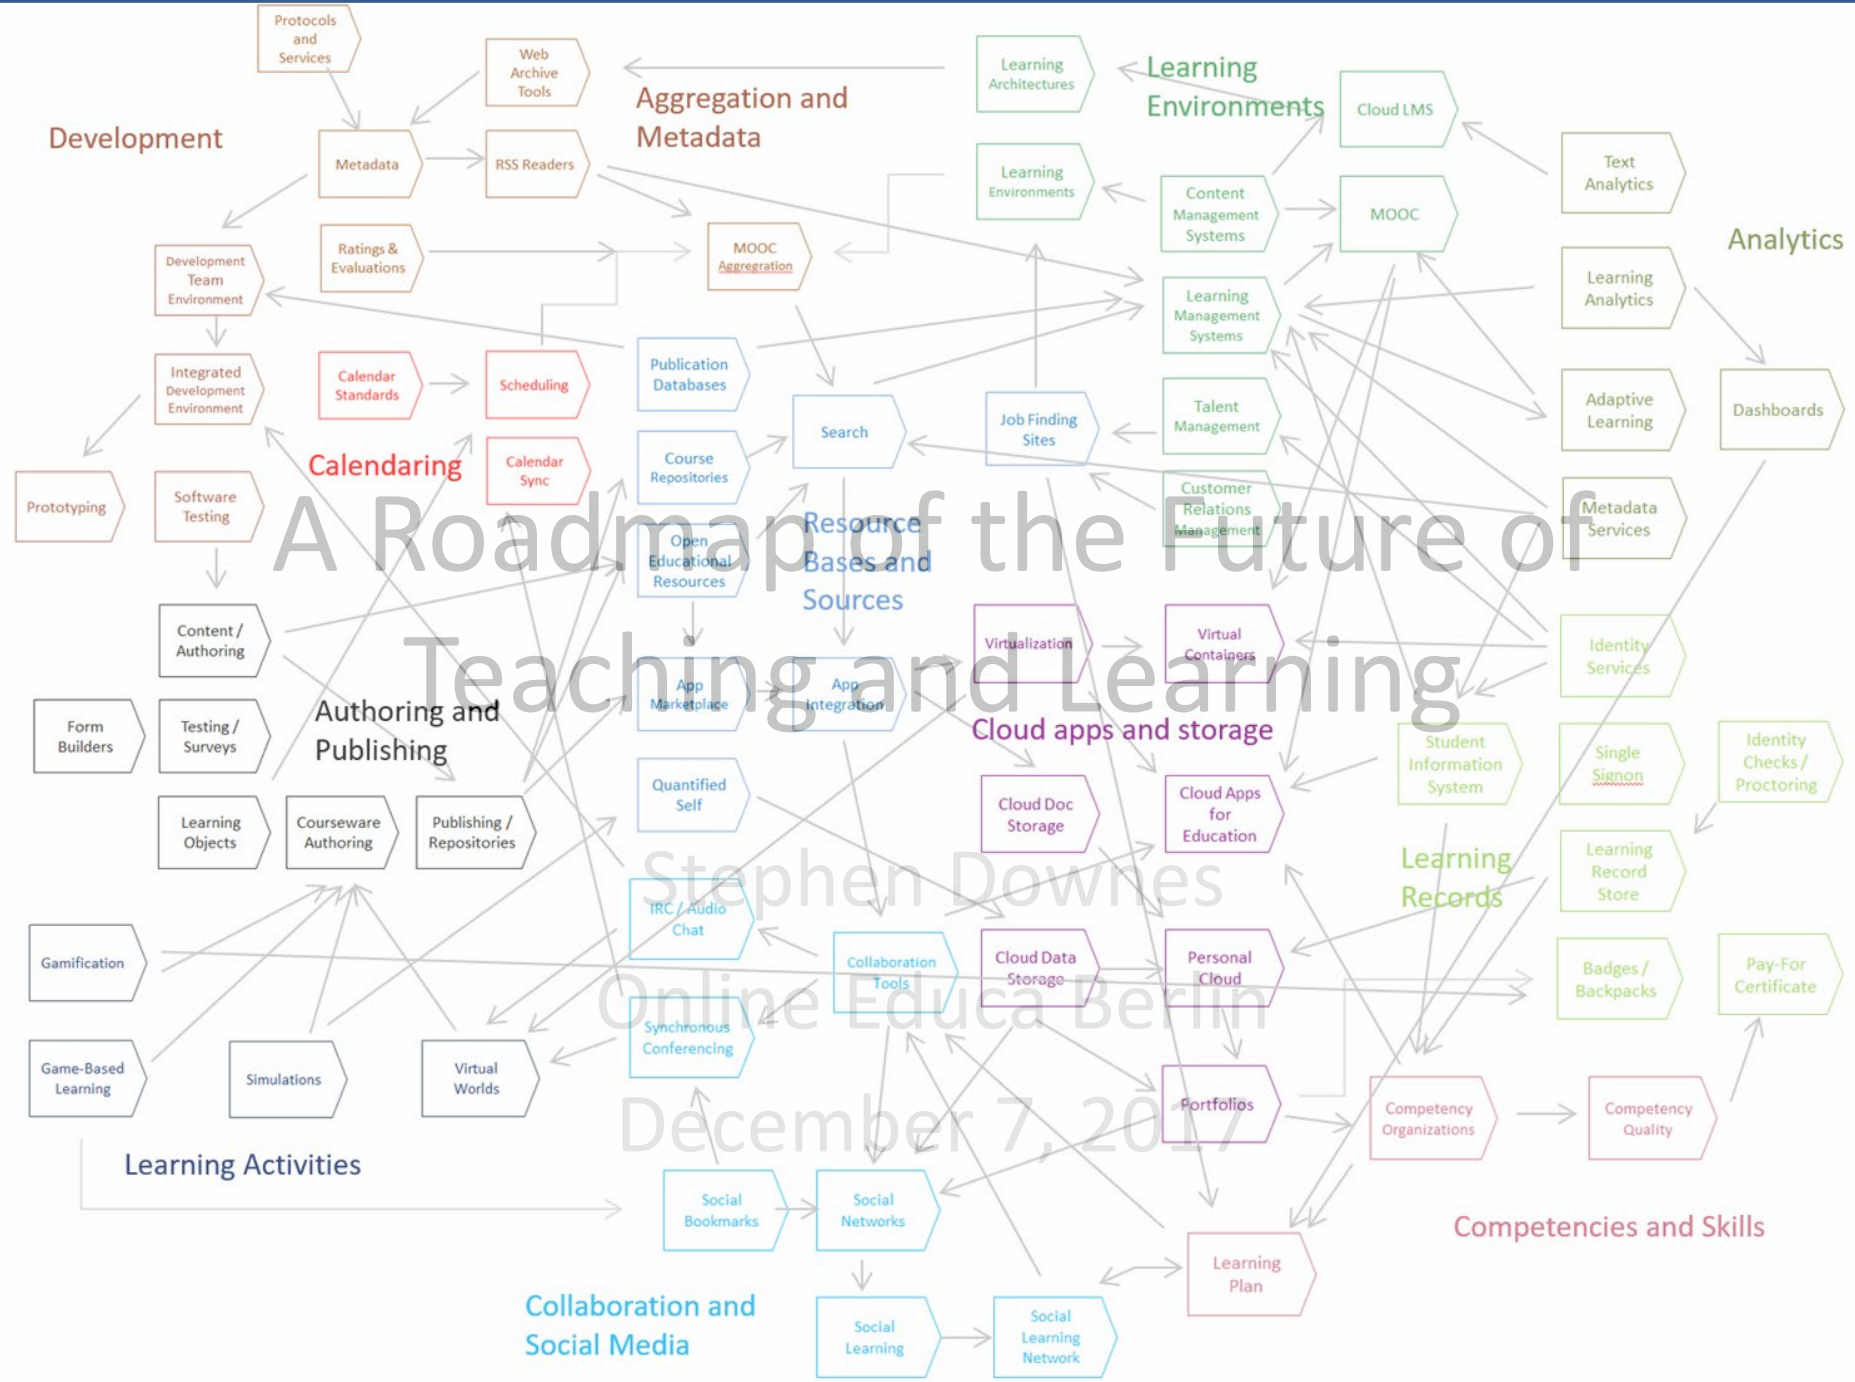 Protocols
and
Services
Web
Archive
Tools
Learning
Architectures
Learning
Environments
Cloud LMS
Aggregation and
Metadata
Development
Metadata
RSS Readers
Learning
Environments
Content
Management
Systems
MOOC
Text
Analytics
Analytics
Ratings &
Evaluations
MOOC
Aggregration
Development
Team
Environment
Learning
Management
Systems
Learning
Analytics
Integrated
Development
Environment
Calendar
Standards
Scheduling
Publication
Databases
Search
Job Finding
Sites
Talent
Management
Adaptive
Learning
Dashboards
Calendaring
Calendar
Sync
Course
Repositories
Customer
Relations
Management
Metadata
Services
Prototyping
Software
Testing
A Roadmap of the Future of
Teaching and Learning
Open
Educational
Resources
Resource
Bases and
Sources
Content /
Authoring
Virtualization
Virtual
Containers
Identity
Services
App
Marketplace
App
Integration
Form
Builders
Testing /
Surveys
Authoring and
Publishing
Cloud apps and storage
Student
Information
System
Single
Signon
Identity
Checks /
Proctoring
Quantified
Self
Cloud Doc
Storage
Cloud Apps
for
Education
Learning
Objects
Courseware
Authoring
Publishing /
Repositories
Learning
Records
Learning
Record
Store
Stephen Downes
IRC / Audio
Chat
Gamification
Collaboration
Tools
Cloud Data
Storage
Personal
Cloud
Badges /
Backpacks
Pay-For
Certificate
Online Educa Berlin
Synchronous
Conferencing
Game-Based
Learning
Simulations
Virtual
Worlds
December 7, 2017
Portfolios
Competency
Organizations
Competency
Quality
Learning Activities
Social
Bookmarks
Social
Networks
Competencies and Skills
Learning
Plan
Collaboration and
Social Media
Social
Learning
Social
Learning
Network